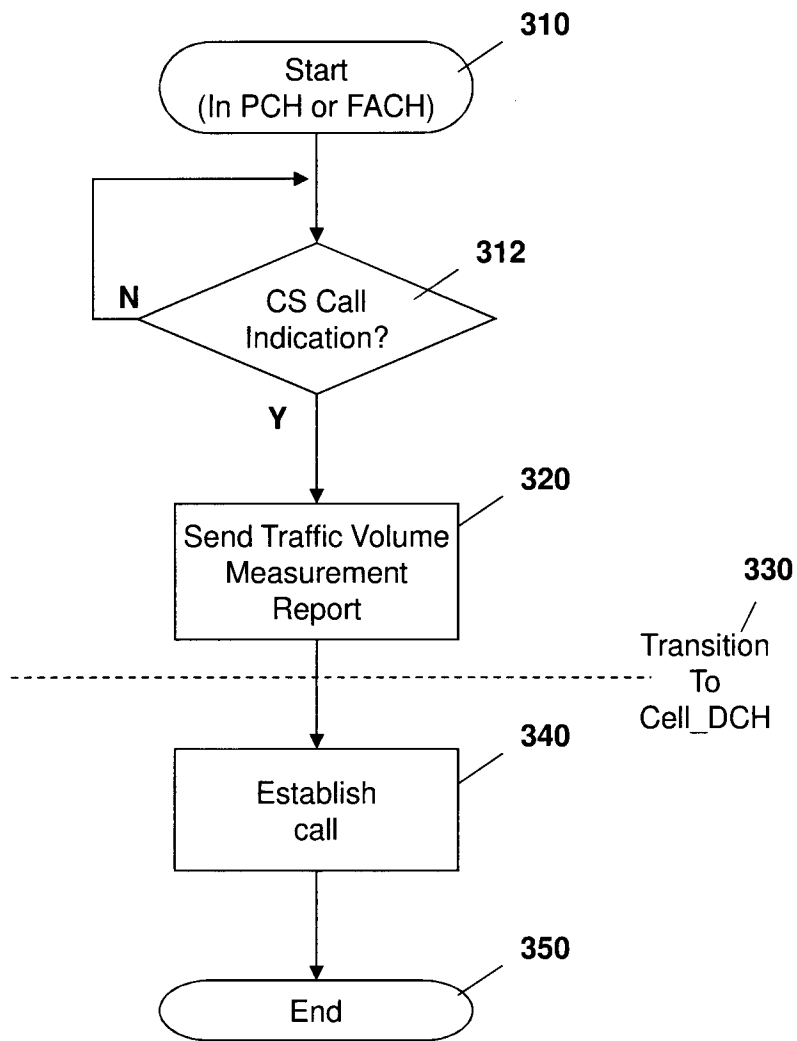 310
Start
(In PCH or FACH)
312
N
CS Call
Indication?
Y
320
Send Traffic Volume
Measurement
Report
330
Transition
To
Cell_DCH
340
Establish
call
350
End